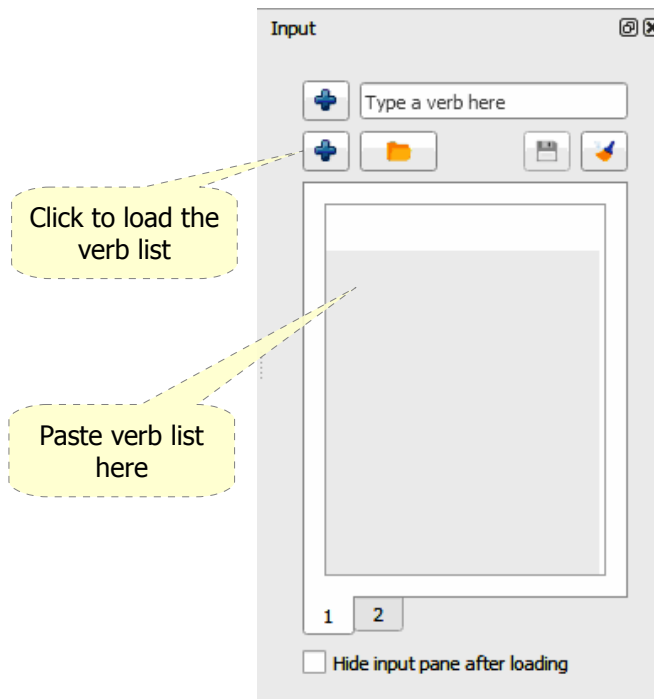 Input
Type a verb here
Click to load the
verb list
Paste verb list
here
1
2
Hide input pane after loading